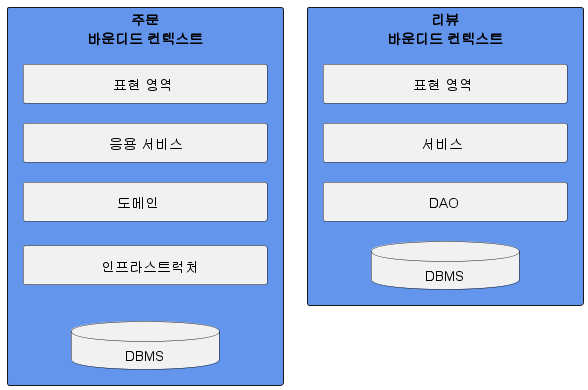 주문
바운디드 컨텍스트
표현 영역
응용 서비스
도메인
인프라스트럭처
DBMS
리뷰
바운디드 컨텍스트
표현 영역
서비스
DAO
DBMS